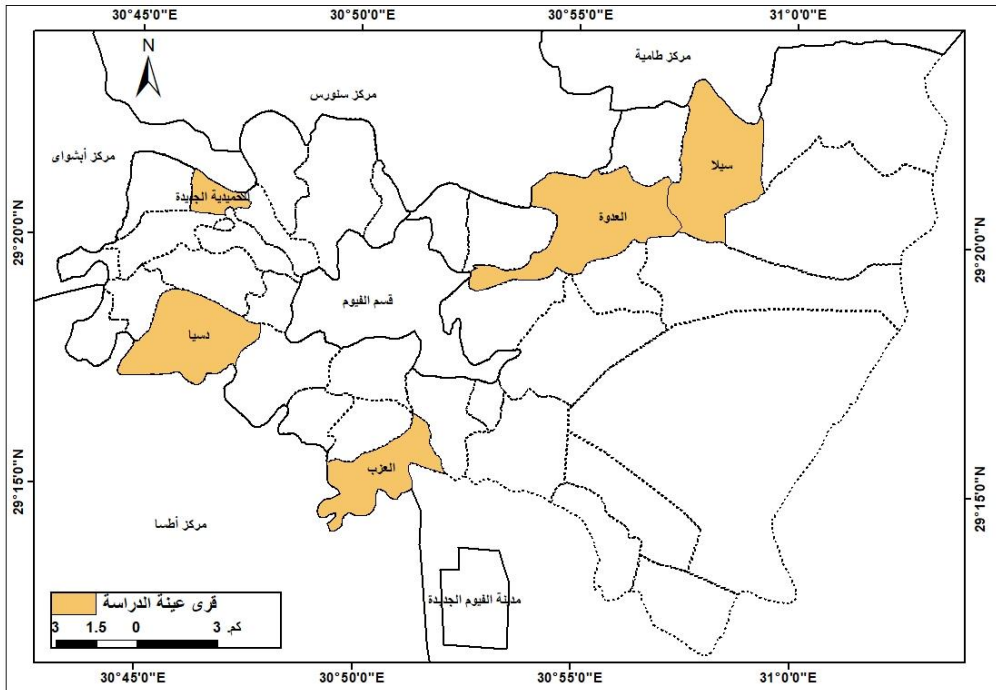 30°45'0"E 30°50'0"E 30°55'0"E 31°0'0"E
N
مركز طامية
مركز سنورس
مركز أبشواى
سيلا
الحميدية الجديدة
العدوة
29°20'0"N
29°20'0"N
قسم الفيوم
دسيا
العزب
29°15'0"N
29°15'0"N
مركز أطسا
مدينة الفيوم الجديدة
قرى عينة الدراسة
3 1.5 0 3 كم.
30°45'0"E 30°50'0"E 30°55'0"E 31°0'0"E